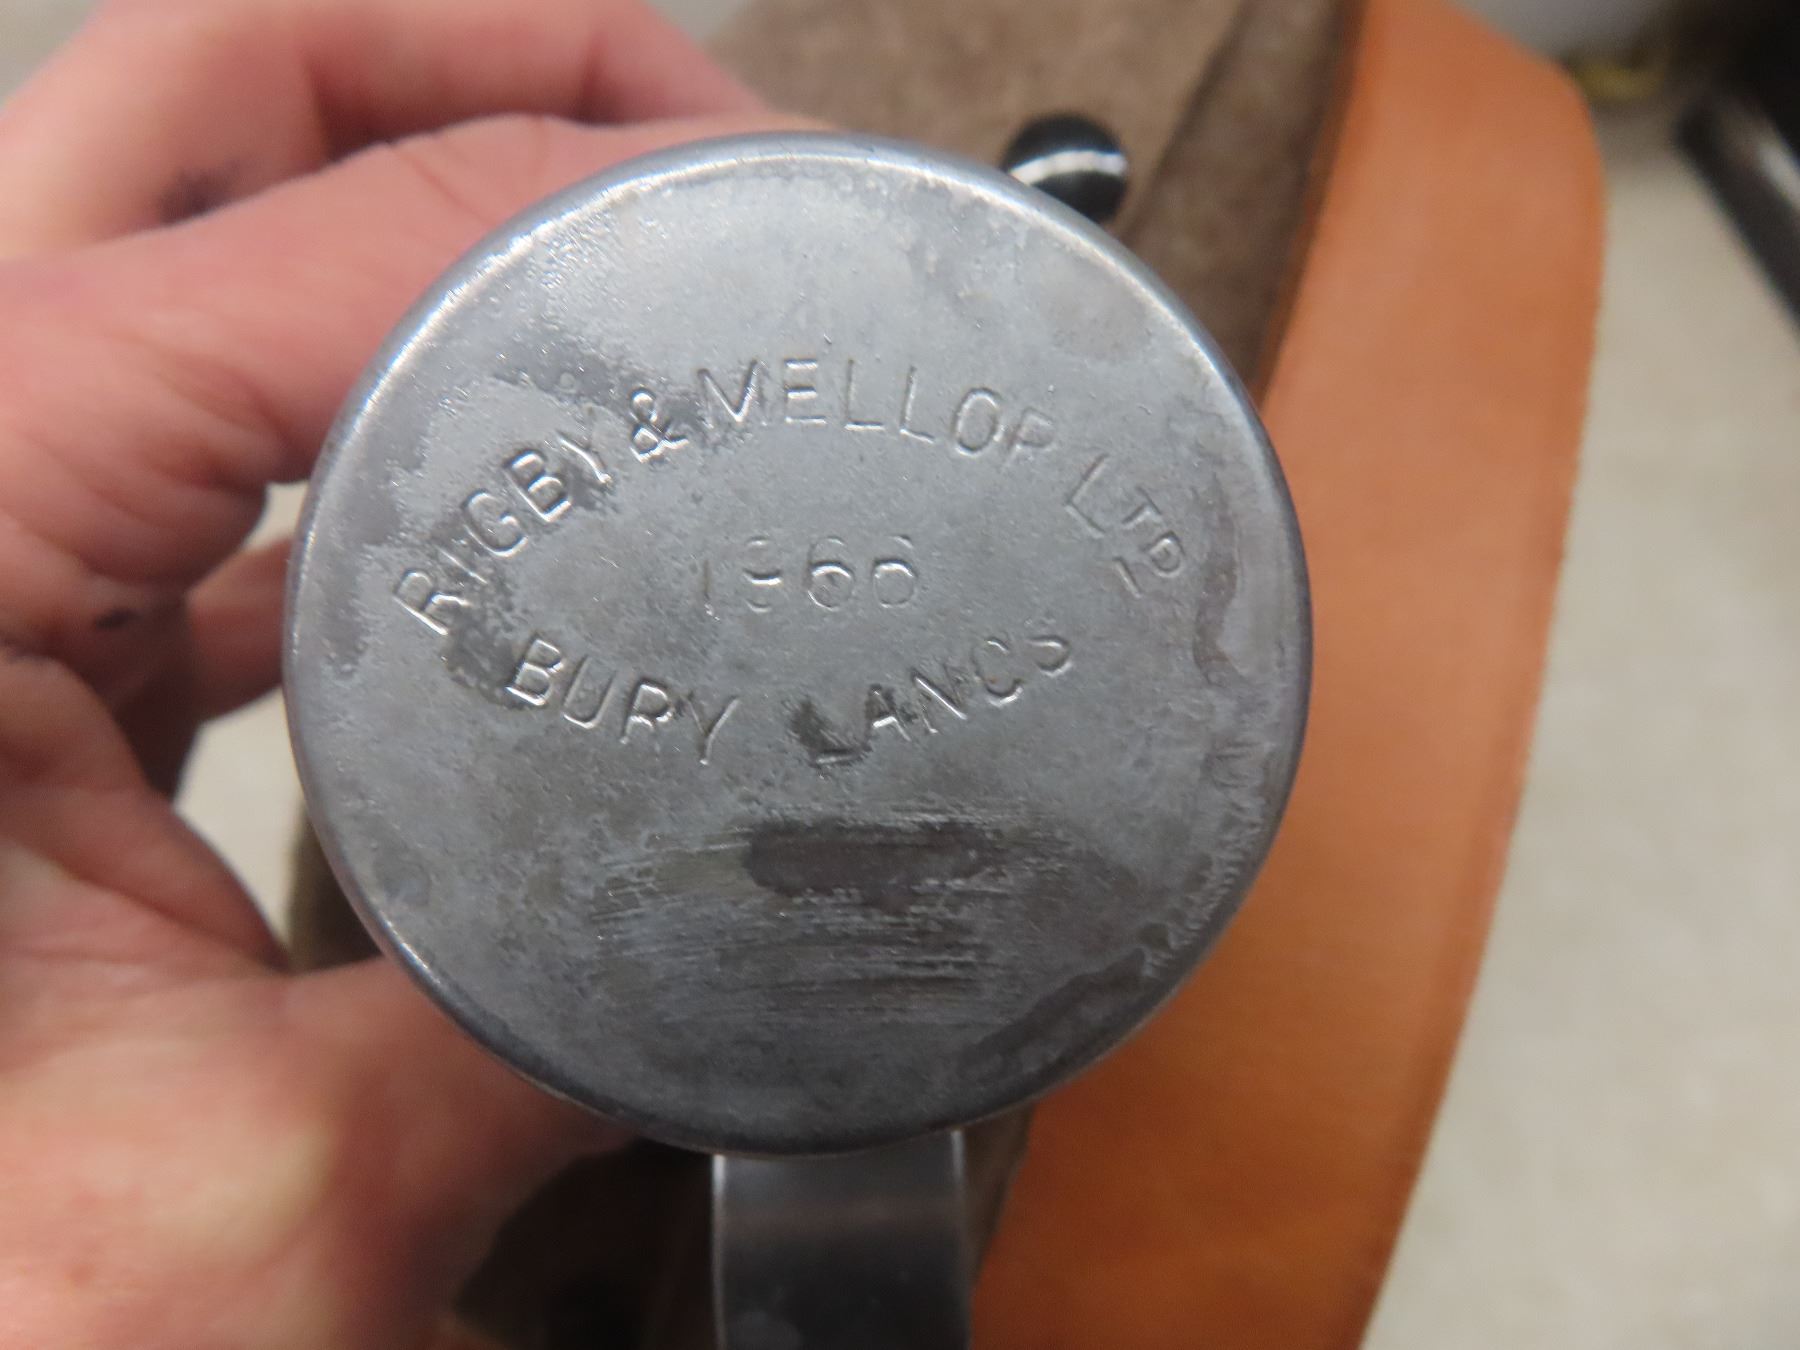 RIGBY & MELLOR LTD
1966
BURY LANCS